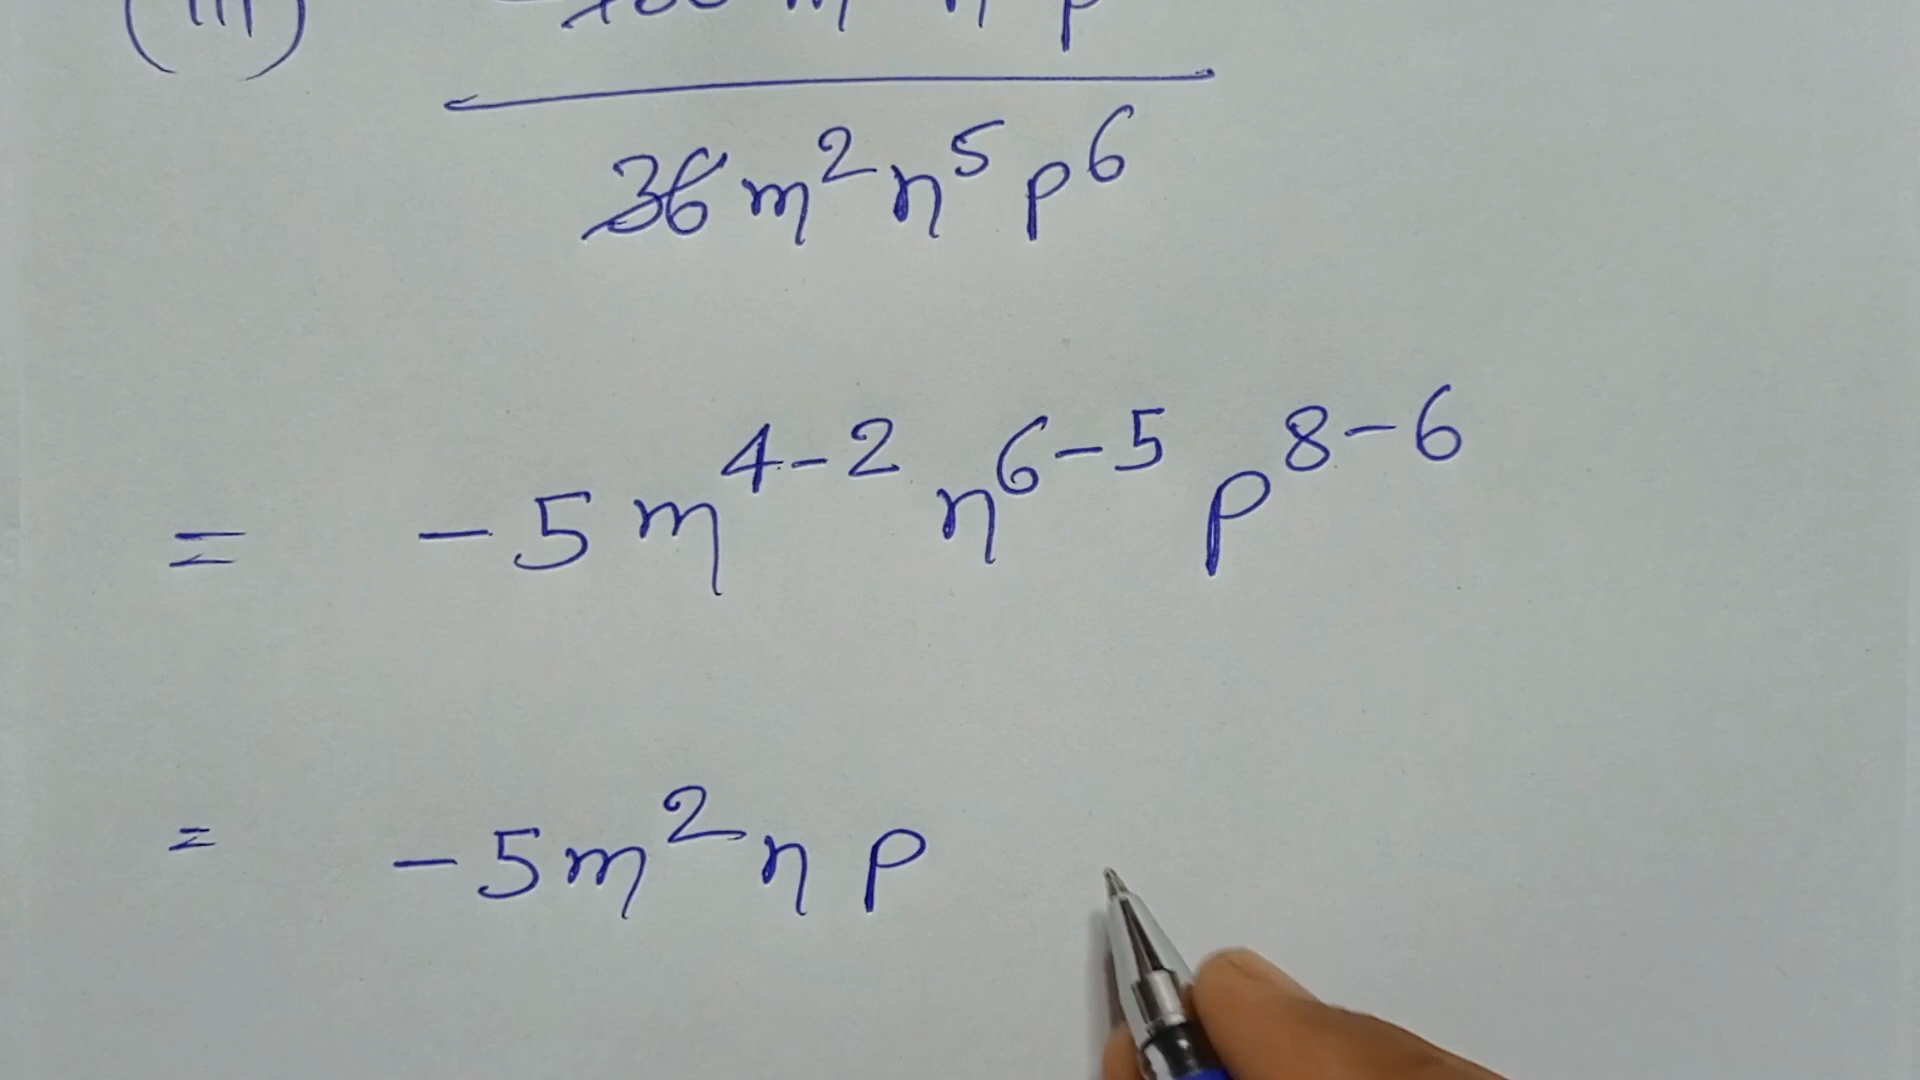 (iii)
36 m² n⁵ p⁶
= -5 m⁴⁻² n⁶⁻⁵ p⁸⁻⁶
= -5m² n p